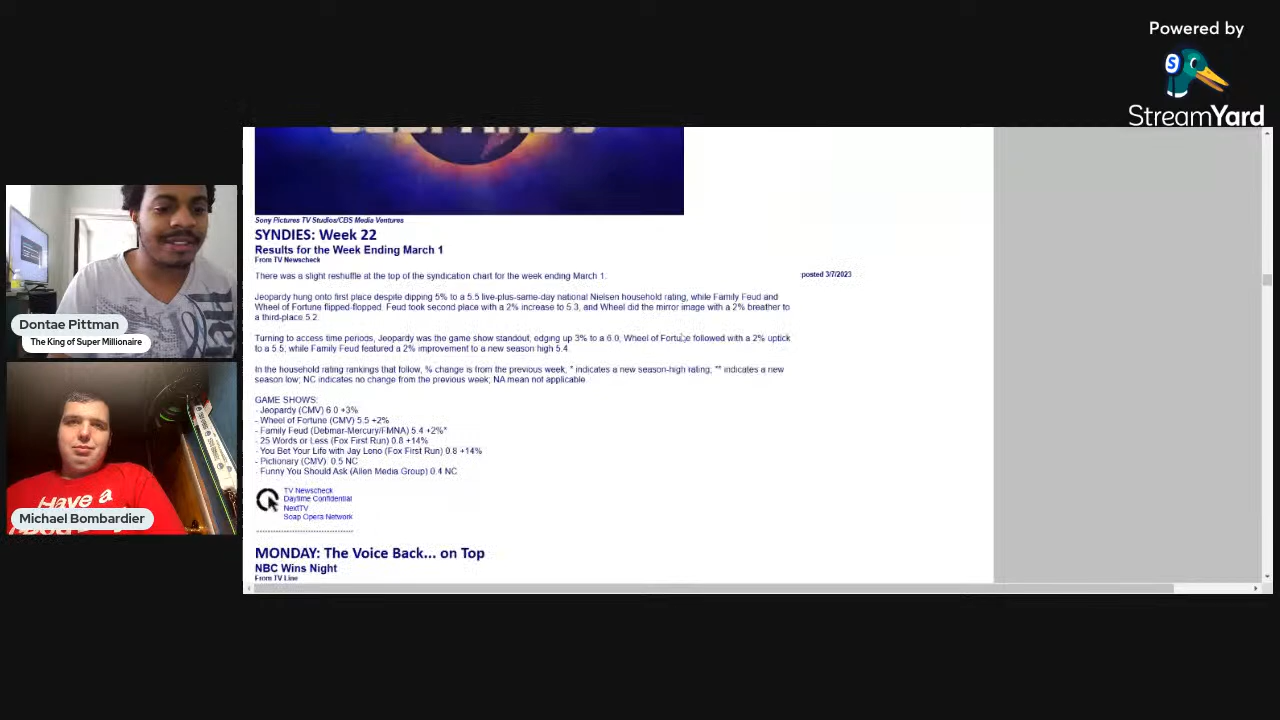 Powered by
S
StreamYard
Sony Pictures TV Studios/CBS Media Ventures
SYNDIES: Week 22
Results for the Week Ending March 1
From TV Newscheck
There was a slight reshuffle at the top of the syndication chart for the week ending March 1.
posted 3/7/2023
Jeopardy hung onto first place despite dipping 5% to a 5.5 live-plus-same-day national Nielsen household rating, while Family Feud and
Wheel of Fortune flipped-flopped. Feud took second place with a 2% increase to 5.3, and Wheel did the mirror image with a 2% breather to
a third-place 5.2.
Turning to access time periods, Jeopardy was the game show standout, edging up 3% to a 6.0, Wheel of Fortune followed with a 2% uptick
to a 5.5, while Family Feud featured a 2% improvement to a new season high 5.4.
In the household rating rankings that follow, % change is from the previous week, * indicates a new season-high rating; ** indicates a new
season low; NC indicates no change from the previous week; NA mean not applicable
GAME SHOWS:
- Jeopardy (CMV) 6.0 +3%
- Wheel of Fortune (CMV) 5.5 +2%
- Family Feud (Debmar-Mercury/FMNA) 5.4 +2%*
- 25 Words or Less (Fox First Run) 0.8 +14%
- You Bet Your Life with Jay Leno (Fox First Run) 0.8 +14%
- Pictionary (CMV) 0.5 NC
- Funny You Should Ask (Allen Media Group) 0.4 NC
TV Newscheck
Daytime Confidential
NextTV
Soap Opera Network
MONDAY: The Voice Back... on Top
NBC Wins Night
From TV Line
Dontae Pittman
The King of Super Millionaire
Have a
Michael Bombardier